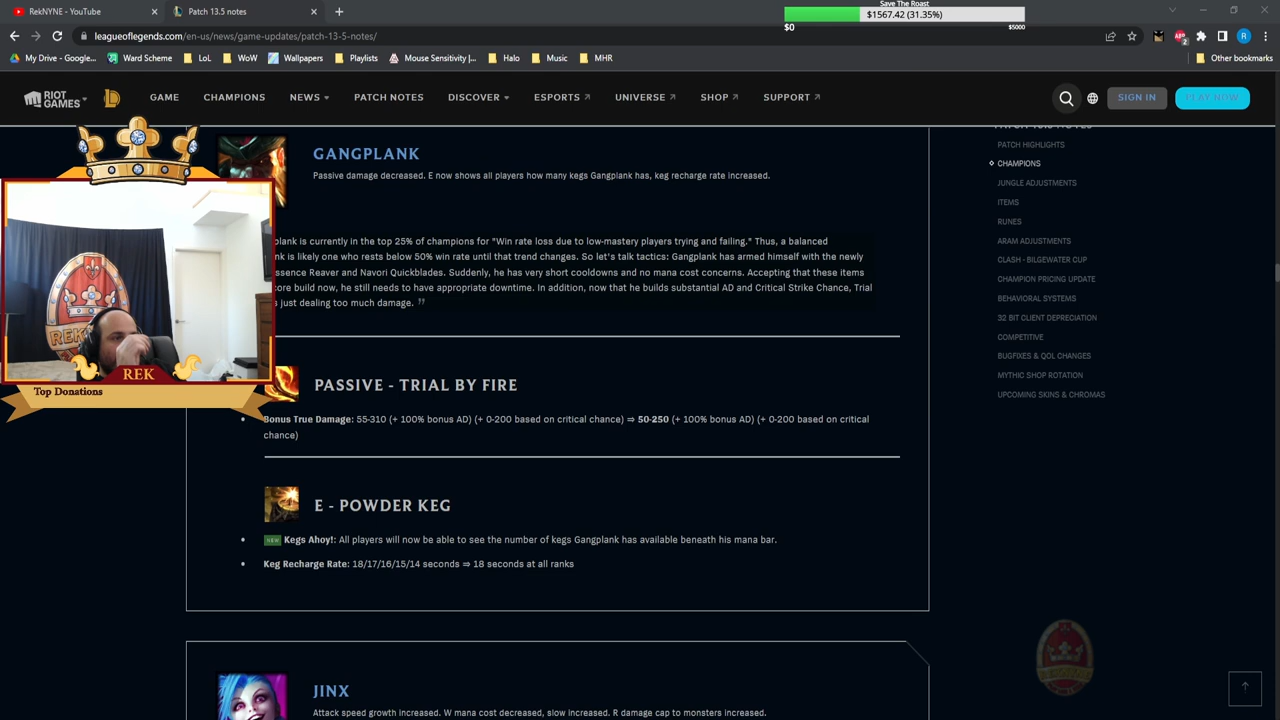 RekNYNE - YouTube
Patch 13.5 notes
Save The Roast
$1567.42 (31.35%)
$0
$5000
leagueoflegends.com/en-us/news/game-updates/patch-13-5-notes/
2
R
My Drive - Google...
Ward Scheme
LoL
WoW
Wallpapers
Playlists
Mouse Sensitivity |...
Halo
Music
MHR
Other bookmarks
RIOT GAMES
GAME
CHAMPIONS
NEWS
PATCH NOTES
DISCOVER
ESPORTS
UNIVERSE
SHOP
SUPPORT
SIGN IN
PLAY NOW
GANGPLANK
Passive damage decreased. E now shows all players how many kegs Gangplank has, keg recharge rate increased.
plank is currently in the top 25% of champions for "Win rate loss due to low-mastery players trying and failing." Thus, a balanced
nk is likely one who rests below 50% win rate until that trend changes. So let's talk tactics: Gangplank has armed himself with the newly
ssence Reaver and Navori Quickblades. Suddenly, he has very short cooldowns and no mana cost concerns. Accepting that these items
ore build now, he still needs to have appropriate downtime. In addition, now that he builds substantial AD and Critical Strike Chance, Trial
s just dealing too much damage. ”
PASSIVE - TRIAL BY FIRE
Bonus True Damage: 55-310 (+ 100% bonus AD) (+ 0-200 based on critical chance) ⇒ 50-250 (+ 100% bonus AD) (+ 0-200 based on critical
chance)
E - POWDER KEG
NEW Kegs Ahoy!: All players will now be able to see the number of kegs Gangplank has available beneath his mana bar.
Keg Recharge Rate: 18/17/16/15/14 seconds ⇒ 18 seconds at all ranks
JINX
Attack speed growth increased. W mana cost decreased, slow increased. R damage cap to monsters increased.
PATCH 13.5 NOTES
PATCH HIGHLIGHTS
CHAMPIONS
JUNGLE ADJUSTMENTS
ITEMS
RUNES
ARAM ADJUSTMENTS
CLASH - BILGEWATER CUP
CHAMPION PRICING UPDATE
BEHAVIORAL SYSTEMS
32 BIT CLIENT DEPRECIATION
COMPETITIVE
BUGFIXES & QOL CHANGES
MYTHIC SHOP ROTATION
UPCOMING SKINS & CHROMAS
REK
REK
Top Donations